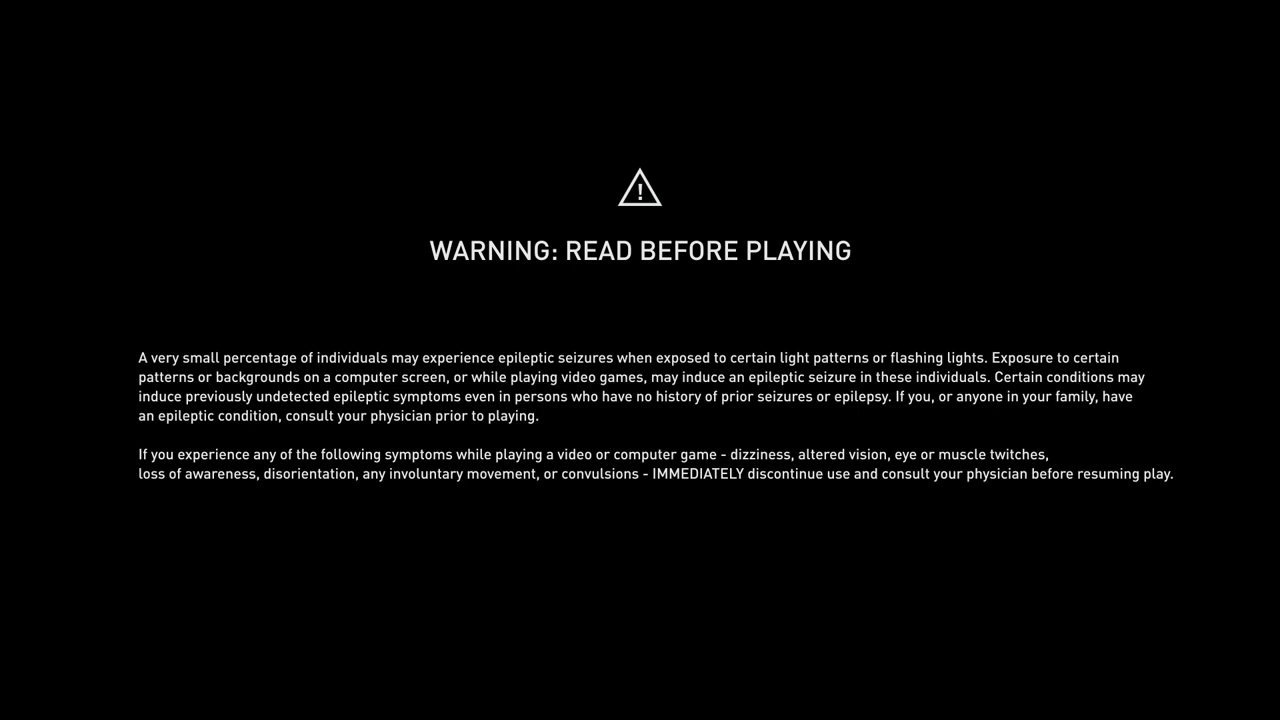 WARNING: READ BEFORE PLAYING
A very small percentage of individuals may experience epileptic seizures when exposed to certain light patterns or flashing lights. Exposure to certain
patterns or backgrounds on a computer screen, or while playing video games, may induce an epileptic seizure in these individuals. Certain conditions may
induce previously undetected epileptic symptoms even in persons who have no history of prior seizures or epilepsy. If you, or anyone in your family, have
an epileptic condition, consult your physician prior to playing.
If you experience any of the following symptoms while playing a video or computer game - dizziness, altered vision, eye or muscle twitches,
loss of awareness, disorientation, any involuntary movement, or convulsions - IMMEDIATELY discontinue use and consult your physician before resuming play.